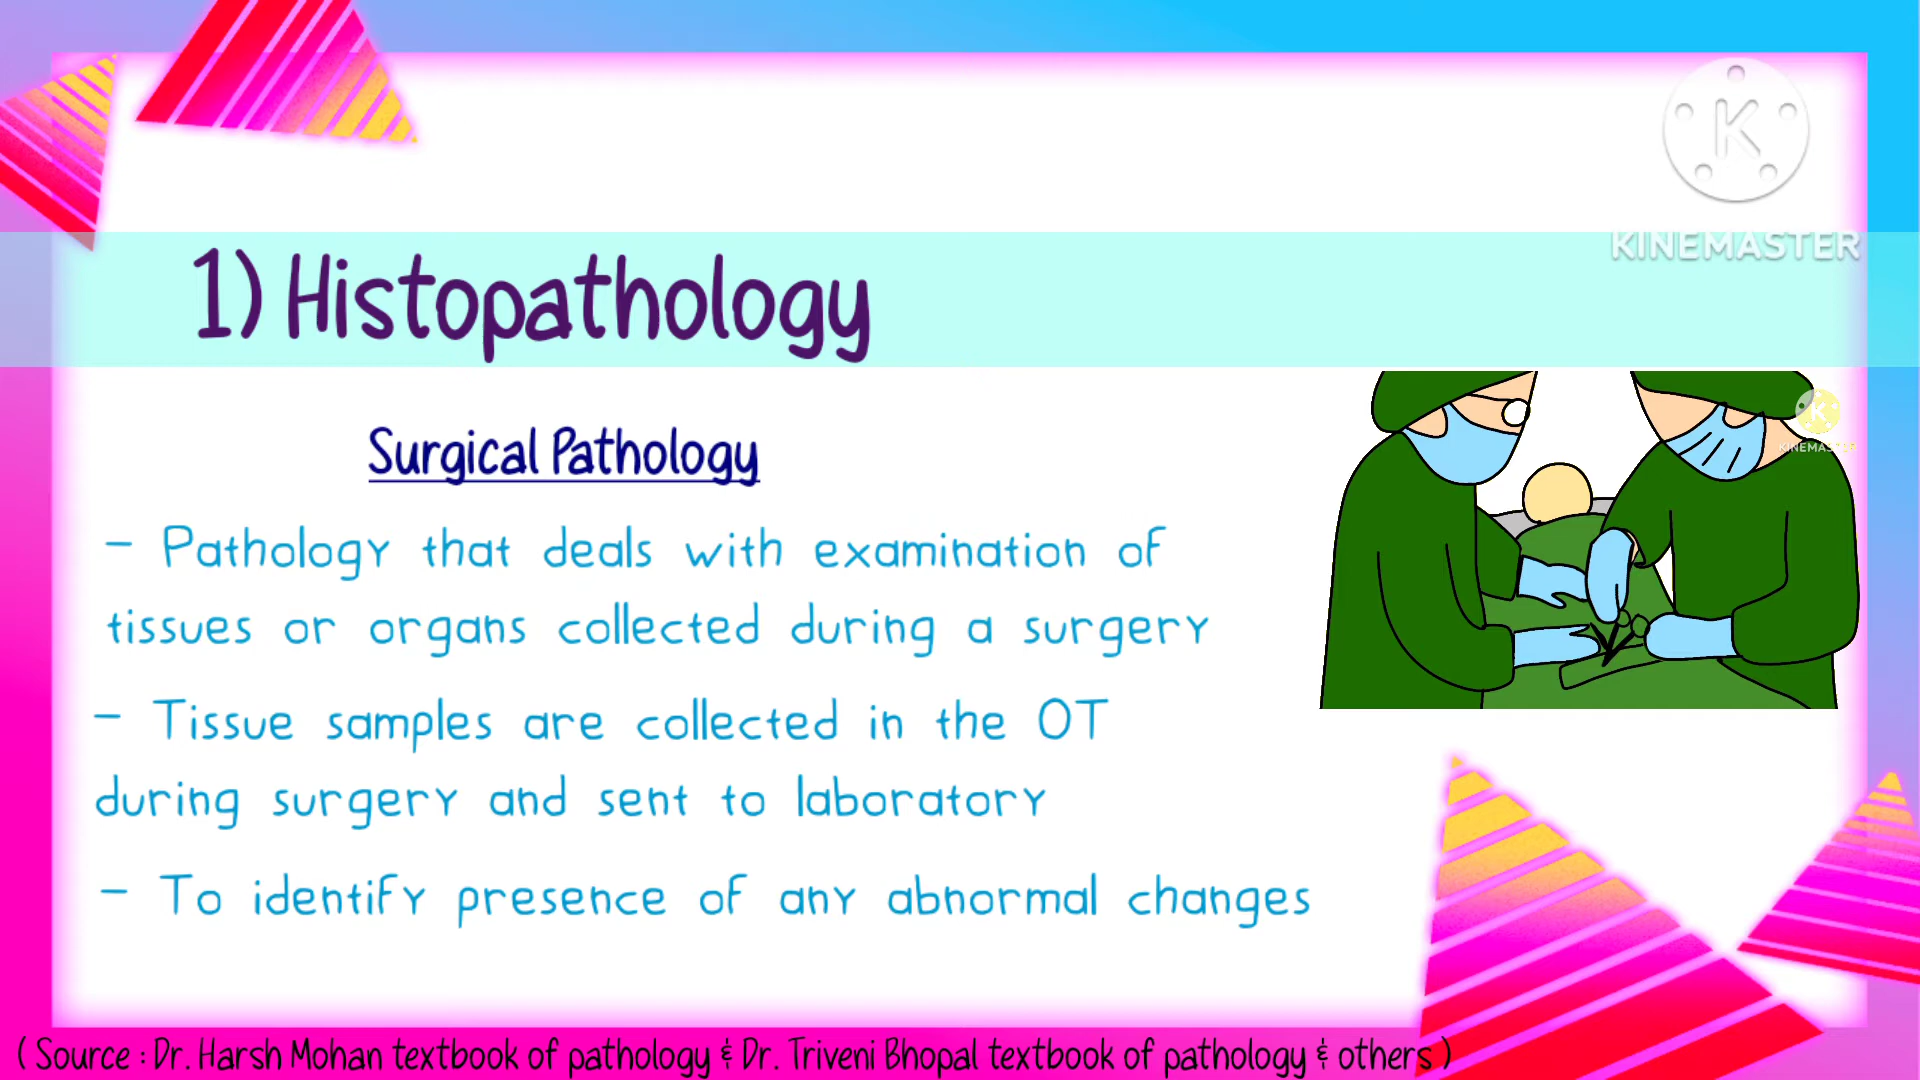 K
KINEMASTER
1) Histopathology
K
KINEMASTER
Surgical Pathology
- Pathology that deals with examination of
tissues or organs collected during a surgery
- Tissue samples are collected in the OT
during surgery and sent to laboratory
- To identify presence of any abnormal changes
( Source : Dr. Harsh Mohan textbook of pathology & Dr. Triveni Bhopal textbook of pathology & others )